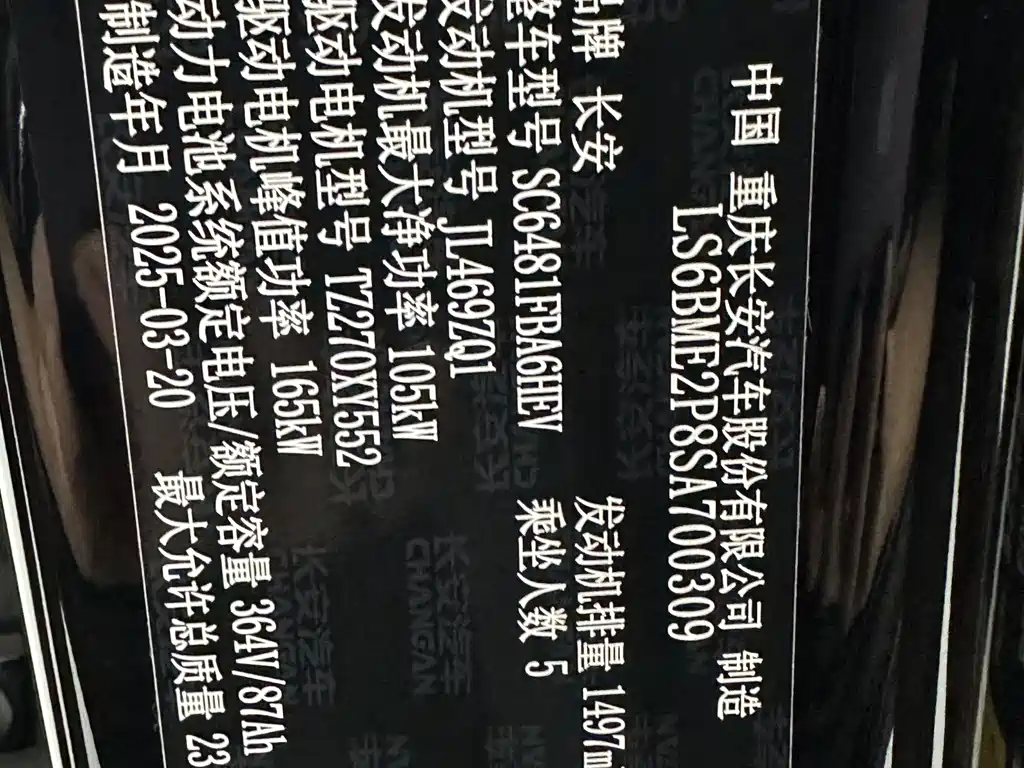 中国 重庆长安汽车股份有限公司 制造
LS6BME2P8SA700309
品牌 长安 发动机排量 1497m
整车型号 SC6481FBA6HEV 乘坐人数 5
发动机型号 JL469ZQ1
发动机最大净功率 105kW
驱动电机型号 TZ270XY552
驱动电机峰值功率 165kW
动力电池系统额定电压/额定容量 364V/87Ah
制造年月 2025-03-20 最大允许总质量 23